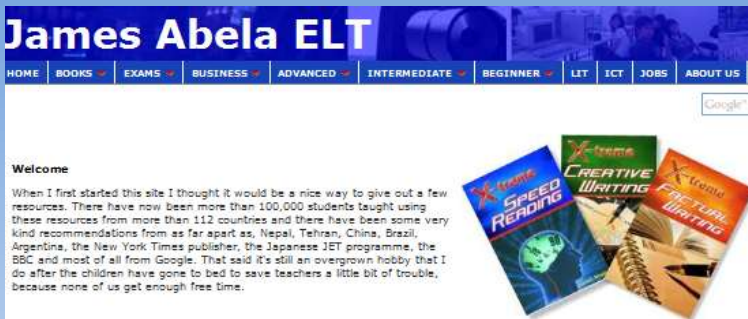 James Abela ELT
HOME BOOKS EXAMS BUSINESS ADVANCED INTERMEDIATE BEGINNER LIT ICT JOBS ABOUT US
Google™
Welcome
When I first started this site I thought it would be a nice way to give out a few
resources. There have now been more than 100,000 students taught using
these resources from more than 112 countries and there have been some very
kind recommendations from as far apart as, Nepal, Tehran, China, Brazil,
Argentina, the New York Times publisher, the Japanese JET programme, the
BBC and most of all from Google. That said it's still an overgrown hobby that I
do after the children have gone to bed to save teachers a little bit of trouble,
because none of us get enough free time.
X-treme
SPEED
READING
X-treme
CREATIVE
WRITING
X-treme
FACTUAL
WRITING